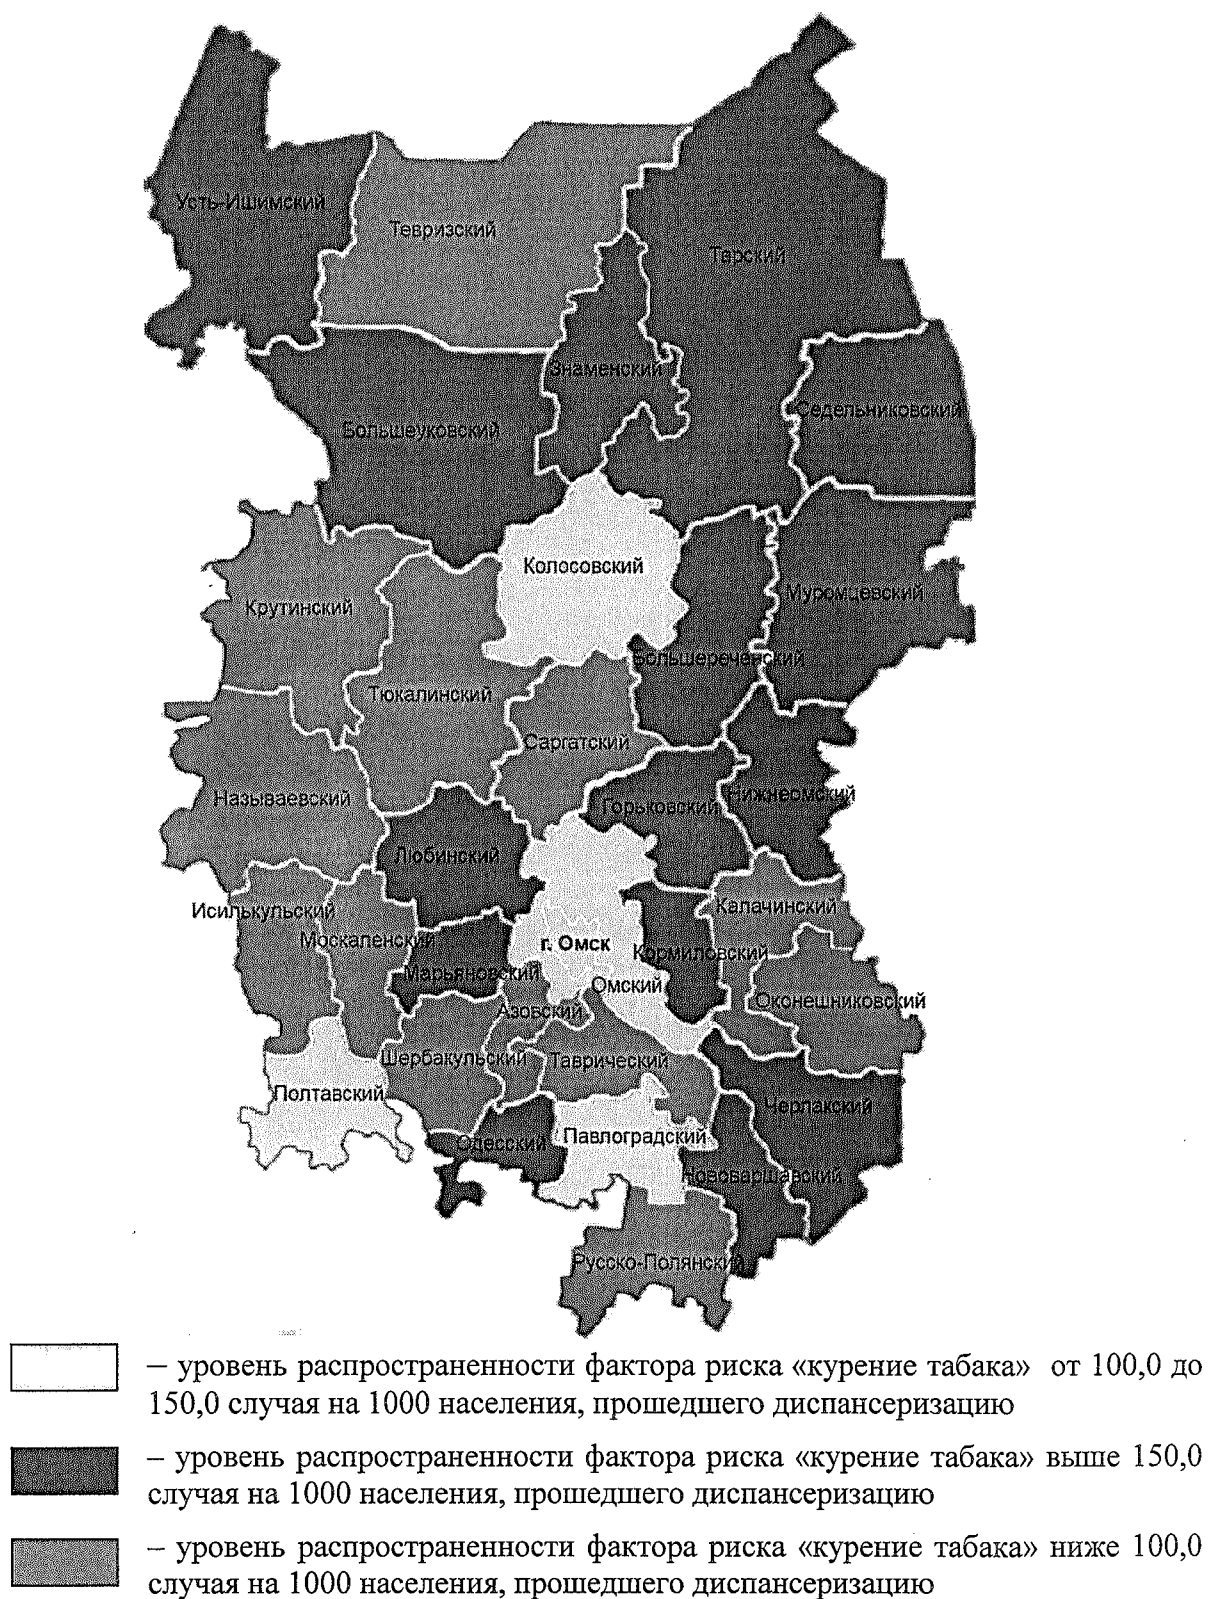 Усть-Ишимский
Тевризский
Тарский
Знаменский
Седельниковский
Большеуковский
Колосовский
Крутинский
Муромцевский
Большереченский
Тюкалинский
Саргатский
Называевский
Горьковский
Нижнеомский
Любинский
Исилькульский
Калачинский
Москаленский
г. Омск
Кормиловский
Марьяновский
Омский
Оконешниковский
Азовский
Шербакульский
Таврический
Полтавский
Черлакский
Одесский
Павлоградский
Нововаршавский
Русско-Полянский
– уровень распространенности фактора риска «курение табака» от 100,0 до
150,0 случая на 1000 населения, прошедшего диспансеризацию
– уровень распространенности фактора риска «курение табака» выше 150,0
случая на 1000 населения, прошедшего диспансеризацию
– уровень распространенности фактора риска «курение табака» ниже 100,0
случая на 1000 населения, прошедшего диспансеризацию